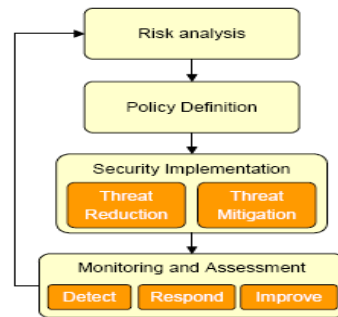 Risk analysis
Policy Definition
Security Implementation
Threat Reduction
Threat Mitigation
Monitoring and Assessment
Detect Respond Improve